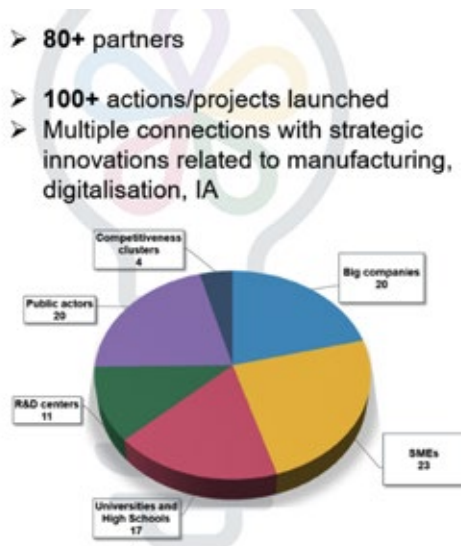 ➢ 80+ partners
➢ 100+ actions/projects launched
➢ Multiple connections with strategic
innovations related to manufacturing,
digitalisation, IA
Competitiveness
clusters
4
Big companies
20
Public actors
20
R&D centers
11
SMEs
23
Universities and
High Schools
17